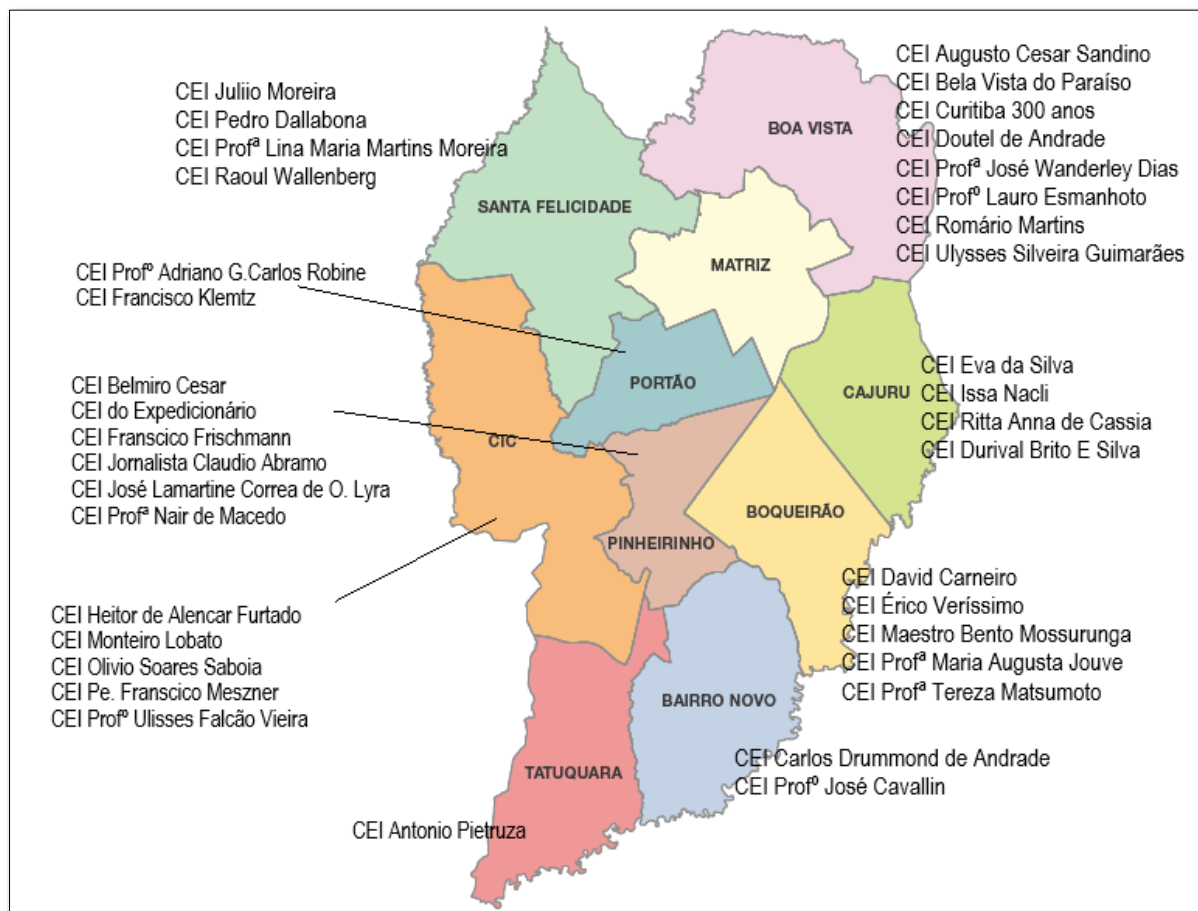 CEI Juliio Moreira
CEI Pedro Dallabona
CEI Profª Lina Maria Martins Moreira
CEI Raoul Wallenberg
SANTA FELICIDADE
BOA VISTA
CEI Augusto Cesar Sandino
CEI Bela Vista do Paraíso
CEI Curitiba 300 anos
CEI Doutel de Andrade
CEI Profª José Wanderley Dias
CEI Profº Lauro Esmanhoto
CEI Romário Martins
CEI Ulysses Silveira Guimarães
MATRIZ
CEI Profº Adriano G.Carlos Robine
CEI Francisco Klemtz
PORTÃO
CAJURU
CEI Eva da Silva
CEI Issa Nacli
CEI Ritta Anna de Cassia
CEI Durival Brito E Silva
CEI Belmiro Cesar
CEI do Expedicionário
CEI Franscico Frischmann
CEI Jornalista Claudio Abramo
CEI José Lamartine Correa de O. Lyra
CEI Profª Nair de Macedo
CIC
PINHEIRINHO
BOQUEIRÃO
CEI David Carneiro
CEI Érico Veríssimo
CEI Maestro Bento Mossurunga
CEI Profª Maria Augusta Jouve
CEI Profª Tereza Matsumoto
CEI Heitor de Alencar Furtado
CEI Monteiro Lobato
CEI Olivio Soares Saboia
CEI Pe. Franscico Meszner
CEI Profº Ulisses Falcão Vieira
BAIRRO NOVO
CEI Carlos Drummond de Andrade
CEI Profº José Cavallin
TATUQUARA
CEI Antonio Pietruza